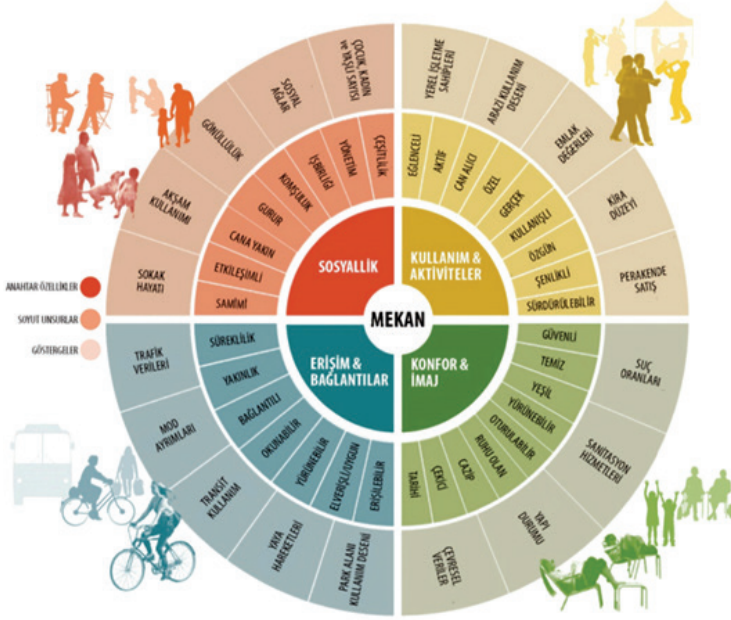 ÇOCUK, KADIN
ve YAŞLI SAYISI
SOSYAL
AĞLAR
GÖNÜLLÜLÜK
AKŞAM
KULLANIMI
SOKAK
HAYATI
YEREL İŞLETME
SAHİPLERİ
ARAZİ KULLANIM
DESENİ
EMLAK
DEĞERLERİ
KİRA
DÜZEYİ
PERAKENDE
SATIŞ
ÇEŞİTLİLİK
YÖNETİM
İŞBİRLİĞİ
KOMŞULUK
GURUR
CANA YAKIN
ETKİLEŞİMLİ
SAMİMİ
EĞLENCELİ
AKTİF
CAN ALICI
ÖZEL
GERÇEK
KULLANIŞLI
ÖZGÜN
ŞENLİKLİ
SÜRDÜRÜLEBİLİR
SOSYALLİK
KULLANIM &
AKTİVİTELER
MEKAN
ERİŞİM &
BAĞLANTILAR
KONFOR &
İMAJ
ANAHTAR ÖZELLİKLER
SOYUT UNSURLAR
GÖSTERGELER
SÜREKLİLİK
YAKINLIK
BAĞLANTILI
OKUNABİLİR
YÜRÜNEBİLİR
ELVERİŞLİ/UYGUN
ERİŞİLEBİLİR
GÜVENLİ
TEMİZ
YEŞİL
YÜRÜNEBİLİR
OTURULABİLİR
RUHU OLAN
CAZİP
ÇEKİCİ
TARİHİ
TRAFİK
VERİLERİ
MOD
AYRIMLARI
TRANSİT
KULLANIM
YAYA
HAREKETLERİ
PARK ALANI
KULLANIM DESENİ
SUÇ
ORANLARI
SANİTASYON
HİZMETLERİ
YAPI
DURUMU
ÇEVRESEL
VERİLER